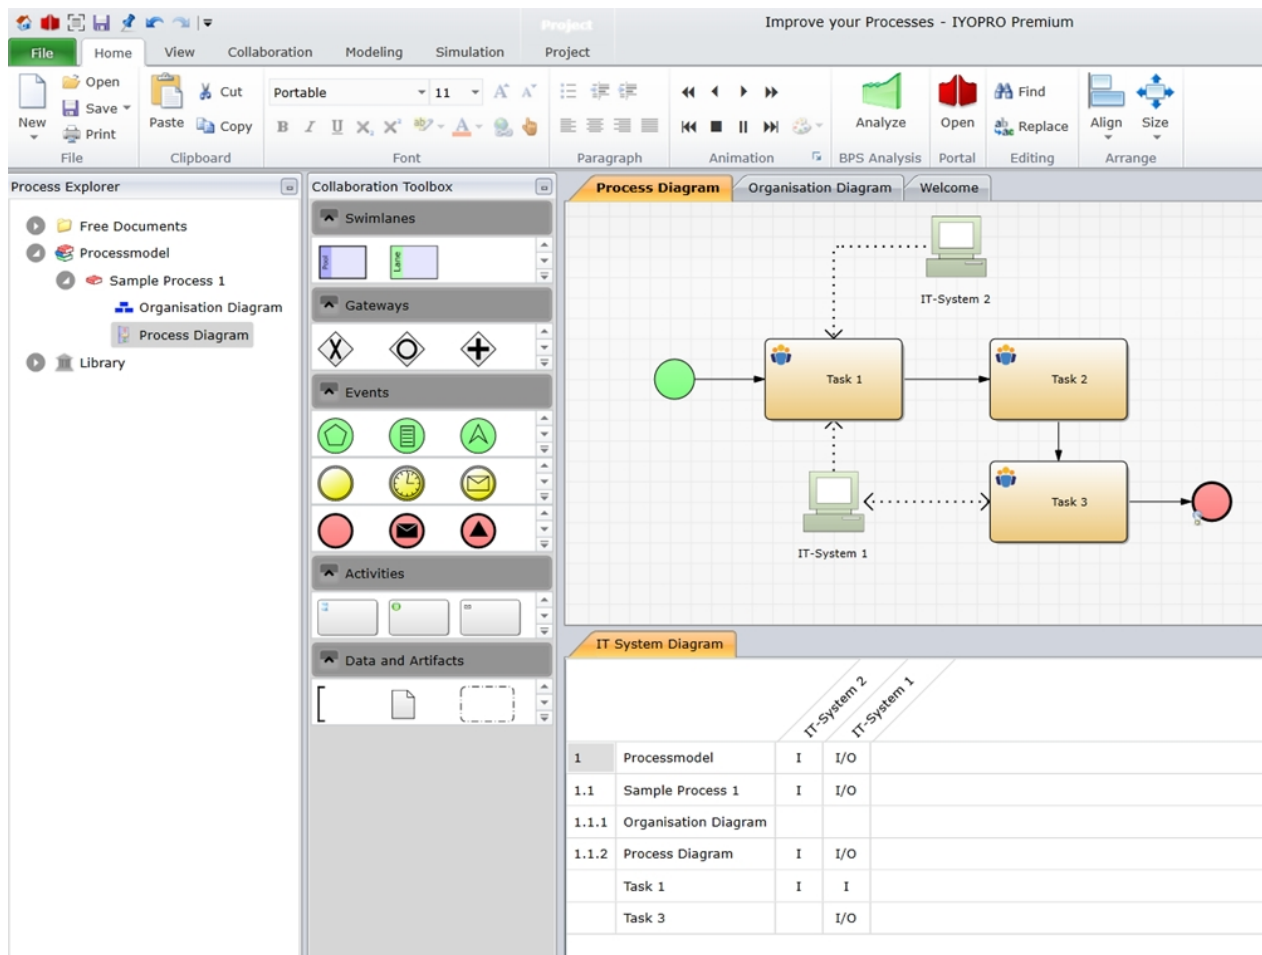 Project
Improve your Processes - IYOPRO Premium
File Home View Collaboration Modeling Simulation Project
New
Open
Save
Print
File
Paste
Cut
Copy
Clipboard
Portable 11
B I U X, X²
A
Font
Paragraph
Animation
Analyze
BPS Analysis
Open
Portal
Find
Replace
Editing
Align Size
Arrange
Process Explorer
Free Documents
Processmodel
Sample Process 1
Organisation Diagram
Process Diagram
Library
Collaboration Toolbox
Swimlanes
Pool
Lane
Gateways
Events
Activities
Data and Artifacts
Process Diagram Organisation Diagram Welcome
IT-System 2
Task 1
Task 2
Task 3
IT-System 1
IT System Diagram
IT-System 2
IT-System 1
1 Processmodel I I/O
1.1 Sample Process 1 I I/O
1.1.1 Organisation Diagram
1.1.2 Process Diagram I I/O
Task 1 I I
Task 3 I/O